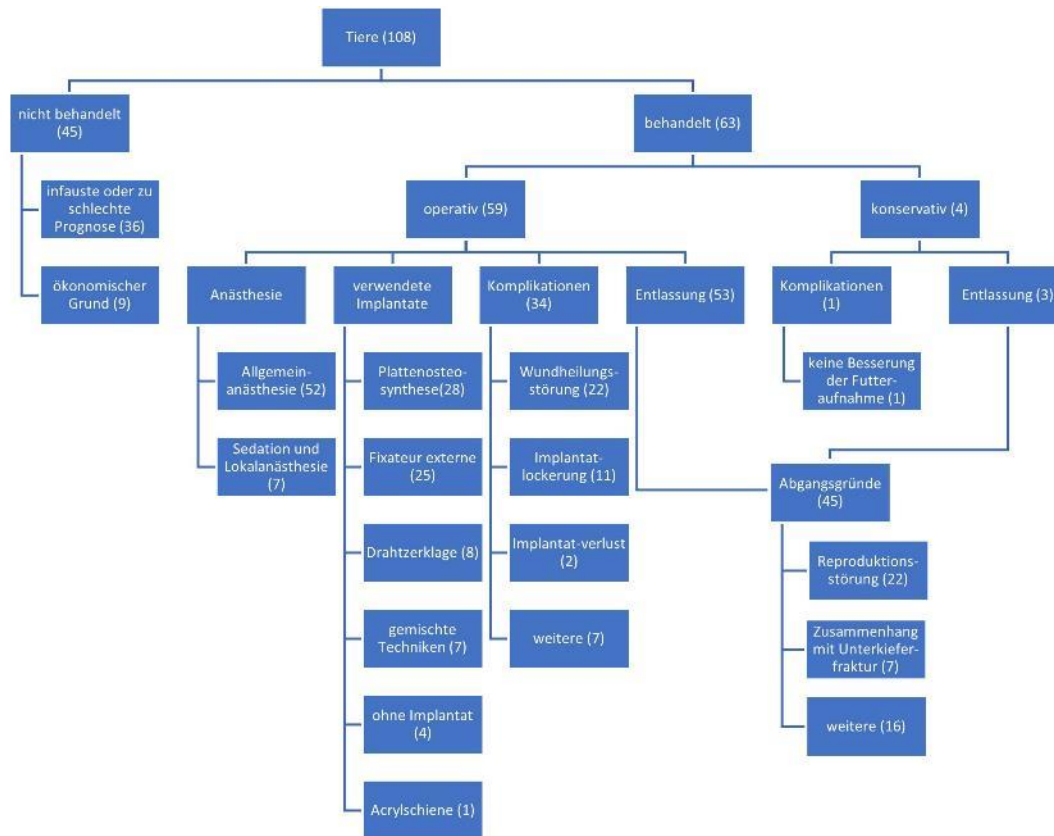 Tiere (108)
nicht behandelt
(45)
behandelt (63)
infauste oder zu
schlechte
Prognose (36)
ökonomischer
Grund (9)
operativ (59)
konservativ (4)
Anästhesie
verwendete
Implantate
Komplikationen
(34)
Entlassung (53)
Komplikationen
(1)
Entlassung (3)
Allgemein-
anästhesie (52)
Sedation und
Lokalanästhesie
(7)
Plattenosteo-
synthese(28)
Fixateur externe
(25)
Drahtzerklage (8)
gemischte
Techniken (7)
ohne Implantat
(4)
Acrylschiene (1)
Wundheilungs-
störung (22)
Implantat-
lockerung (11)
Implantat-verlust
(2)
weitere (7)
keine Besserung
der Futter-
aufnahme (1)
Abgangsgründe
(45)
Reproduktions-
störung (22)
Zusammenhang
mit Unterkiefer-
fraktur (7)
weitere (16)